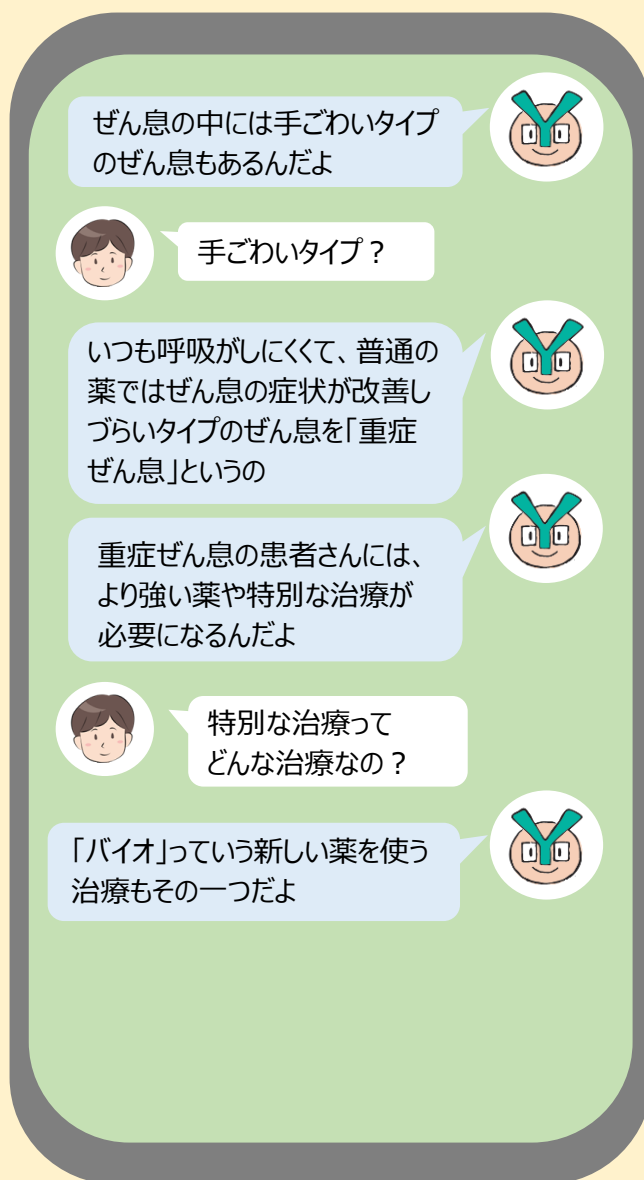 ぜん息の中には手ごわいタイプ
のぜん息もあるんだよ
手ごわいタイプ？
いつも呼吸がしにくくて、普通の
薬ではぜん息の症状が改善し
づらいタイプのぜん息を「重症
ぜん息」というの
重症ぜん息の患者さんには、
より強い薬や特別な治療が
必要になるんだよ
特別な治療って
どんな治療なの？
「バイオ」っていう新しい薬を使う
治療もその一つだよ